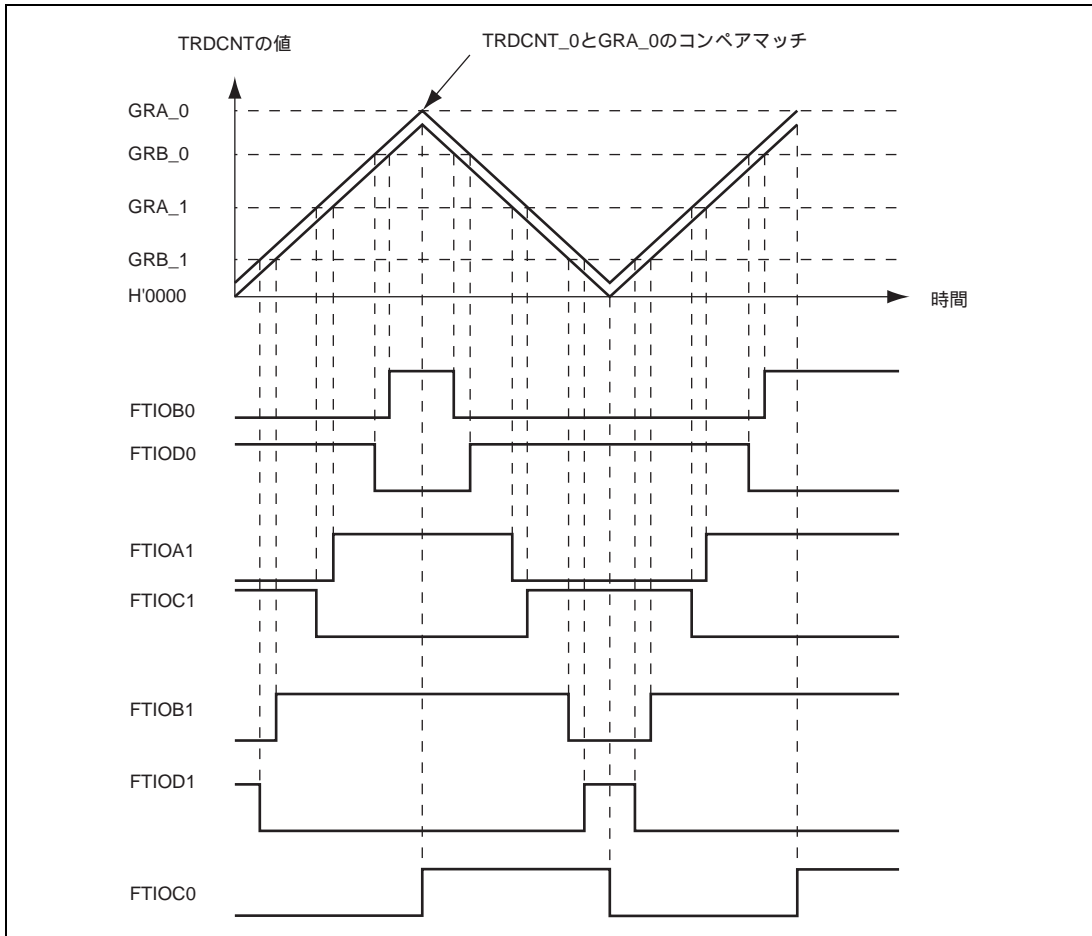 TRDCNTの値
TRDCNT_0とGRA_0のコンペアマッチ
GRA_0
GRB_0
GRA_1
GRB_1
H'0000
時間
FTIOB0
FTIOD0
FTIOA1
FTIOC1
FTIOB1
FTIOD1
FTIOC0